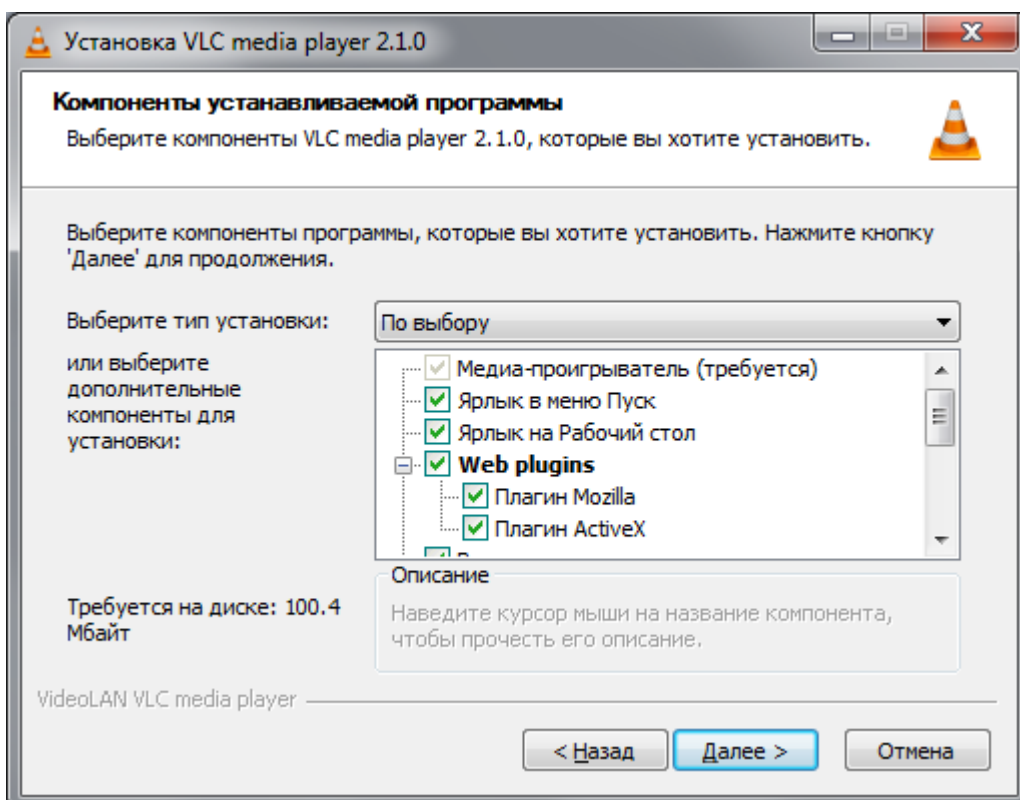 Установка VLC media player 2.1.0
Компоненты устанавливаемой программы
Выберите компоненты VLC media player 2.1.0, которые вы хотите установить.
Выберите компоненты программы, которые вы хотите установить. Нажмите кнопку
'Далее' для продолжения.
Выберите тип установки:
По выбору
или выберите
дополнительные
компоненты для
установки:
Медиа-проигрыватель (требуется)
Ярлык в меню Пуск
Ярлык на Рабочий стол
Web plugins
Плагин Mozilla
Плагин ActiveX
Требуется на диске: 100.4
Мбайт
Описание
Наведите курсор мыши на название компонента,
чтобы прочесть его описание.
VideoLAN VLC media player
< Назад
Далее >
Отмена